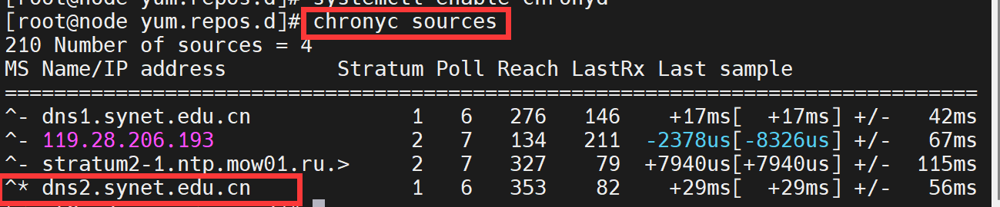 [root@node yum.repos.d]# systemctl enable chronyd
[root@node yum.repos.d]# chronyc sources
210 Number of sources = 4
MS Name/IP address         Stratum Poll Reach LastRx Last sample
===============================================================================
^- dns1.synet.edu.cn             1   6   276   146    +17ms[  +17ms] +/-   42ms
^- 119.28.206.193                2   7   134   211  -2378us[-8326us] +/-   67ms
^- stratum2-1.ntp.mow01.ru.>     2   7   327    79  +7940us[+7940us] +/-  115ms
^* dns2.synet.edu.cn             1   6   353    82    +29ms[  +29ms] +/-   56ms